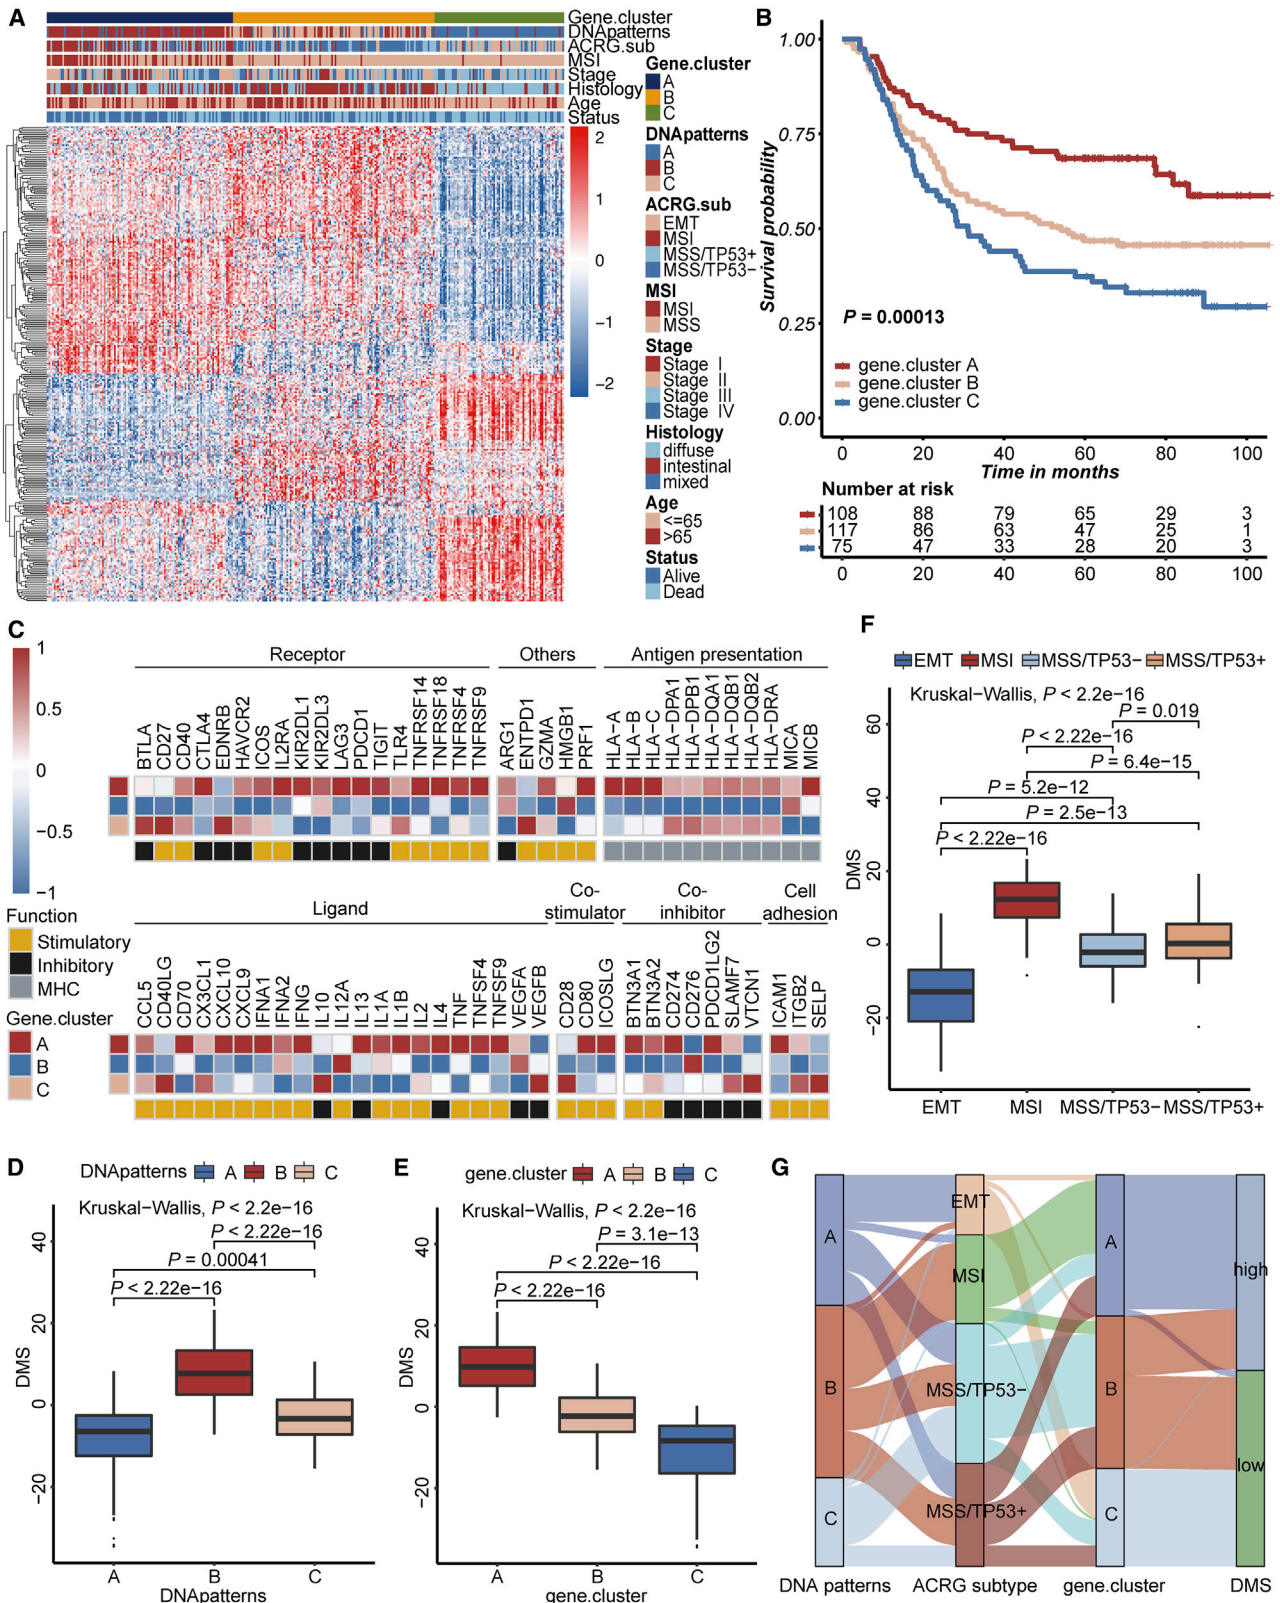 A
Gene.cluster
DNApatterns
ACRG.sub
MSI
Stage
Histology
Age
Status
2
1
0
−1
−2
Gene.cluster
A
B
C
DNApatterns
A
B
C
ACRG.sub
EMT
MSI
MSS/TP53+
MSS/TP53−
MSI
MSI
MSS
Stage
Stage I
Stage II
Stage III
Stage IV
Histology
diffuse
intestinal
mixed
Age
<=65
>65
Status
Alive
Dead
B
Survival probability
1.00
0.75
0.50
0.25
0.00
P = 0.00013
gene.cluster A
gene.cluster B
gene.cluster C
0 20 40 60 80 100
Time in months
Number at risk
108 88 79 65 29 3
117 86 63 47 25 1
75 47 33 28 20 3
0 20 40 60 80 100
C
1
0.5
0
−0.5
−1
Function
Stimulatory
Inhibitory
MHC
Gene.cluster
A
B
C
Receptor Others Antigen presentation
BTLA CD27 CD40 CTLA4 EDNRB HAVCR2 ICOS IL2RA KIR2DL1 KIR2DL3 LAG3 PDCD1 TIGIT TLR4 TNFRSF14 TNFRSF18 TNFRSF4 TNFRSF9 ARG1 ENTPD1 GZMA HMGB1 PRF1 HLA−A HLA−B HLA−C HLA−DPA1 HLA−DPB1 HLA−DQA1 HLA−DQB1 HLA−DQB2 HLA−DRA MICA MICB
Ligand Co-stimulator Co-inhibitor Cell adhesion
CCL5 CD40LG CD70 CX3CL1 CXCL10 CXCL9 IFNA1 IFNA2 IFNG IL10 IL12A IL13 IL1A IL1B IL2 IL4 TNF TNFSF4 TNFSF9 VEGFA VEGFB CD28 CD80 ICOSLG BTN3A1 BTN3A2 CD274 CD276 PDCD1LG2 SLAMF7 VTCN1 ICAM1 ITGB2 SELP
F
EMT MSI MSS/TP53− MSS/TP53+
Kruskal−Wallis, P < 2.2e−16
P = 0.019
P < 2.22e−16
P = 6.4e−15
P = 5.2e−12
P = 2.5e−13
P < 2.22e−16
DMS
60
40
20
0
−20
EMT MSI MSS/TP53− MSS/TP53+
D
DNApatterns A B C
Kruskal−Wallis, P < 2.2e−16
P < 2.22e−16
P = 0.00041
P < 2.22e−16
DMS
40
20
0
−20
A B C
DNApatterns
E
gene.cluster A B C
Kruskal−Wallis, P < 2.2e−16
P = 3.1e−13
P < 2.22e−16
P < 2.22e−16
DMS
40
20
0
−20
A B C
gene.cluster
G
A
B
C
EMT
MSI
MSS/TP53−
MSS/TP53+
A
B
C
high
low
DNA patterns ACRG subtype gene.cluster DMS